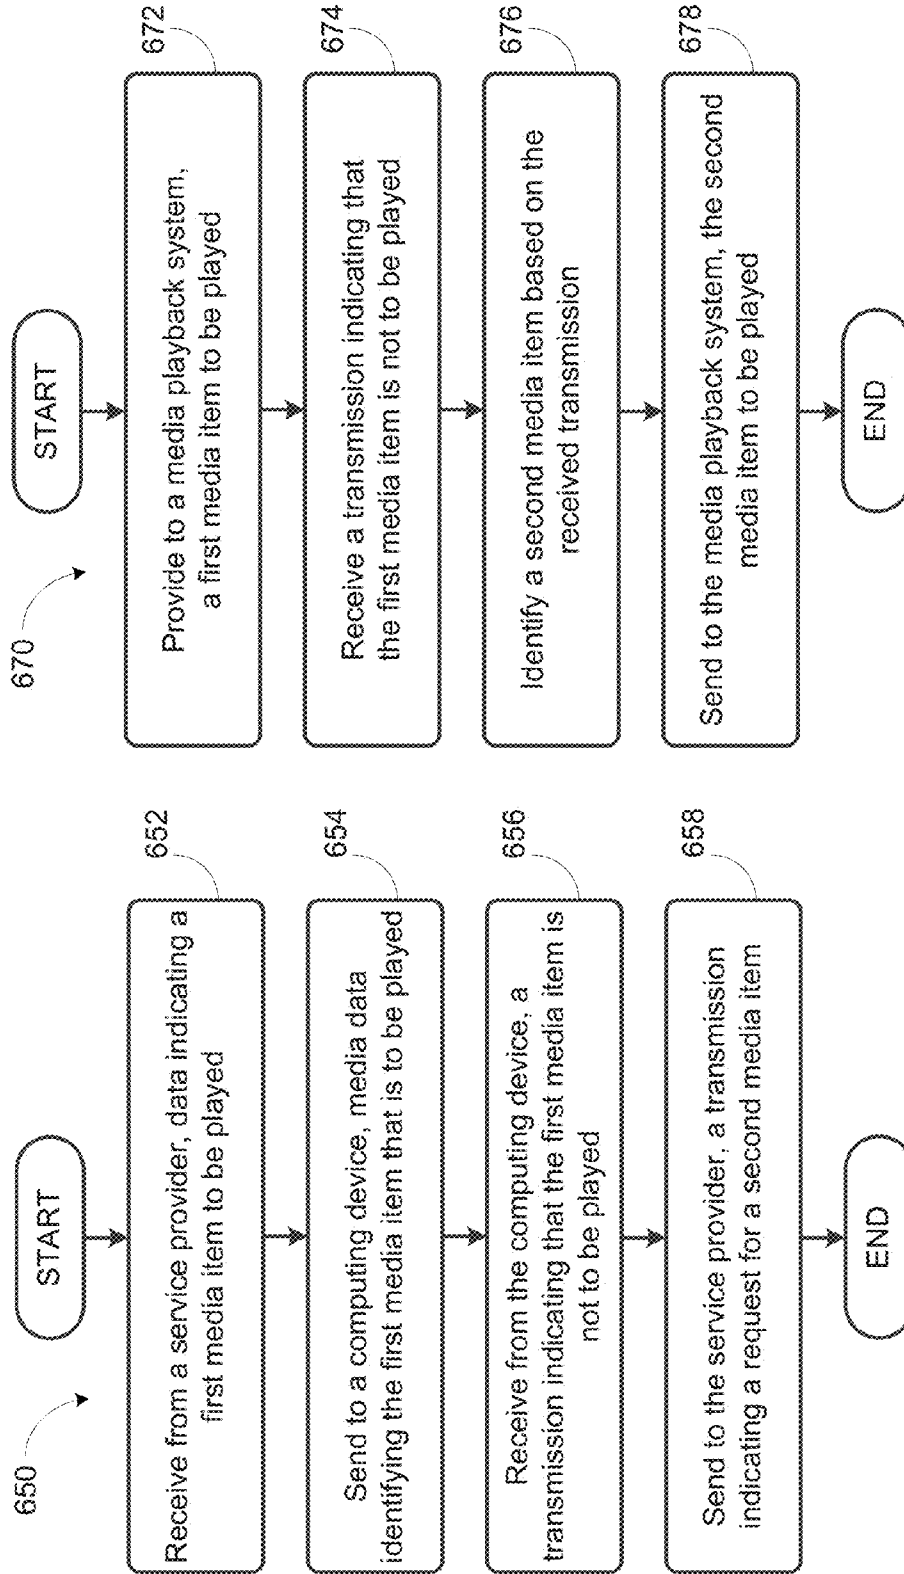 650
START
Receive from a service provider, data indicating a
first media item to be played
652
Send to a computing device, media data
identifying the first media item that is to be played
654
Receive from the computing device, a
transmission indicating that the first media item is
not to be played
656
Send to the service provider, a transmission
indicating a request for a second media item
658
END
670
START
Provide to a media playback system,
a first media item to be played
672
Receive a transmission indicating that
the first media item is not to be played
674
Identify a second media item based on the
received transmission
676
Send to the media playback system, the second
media item to be played
678
END